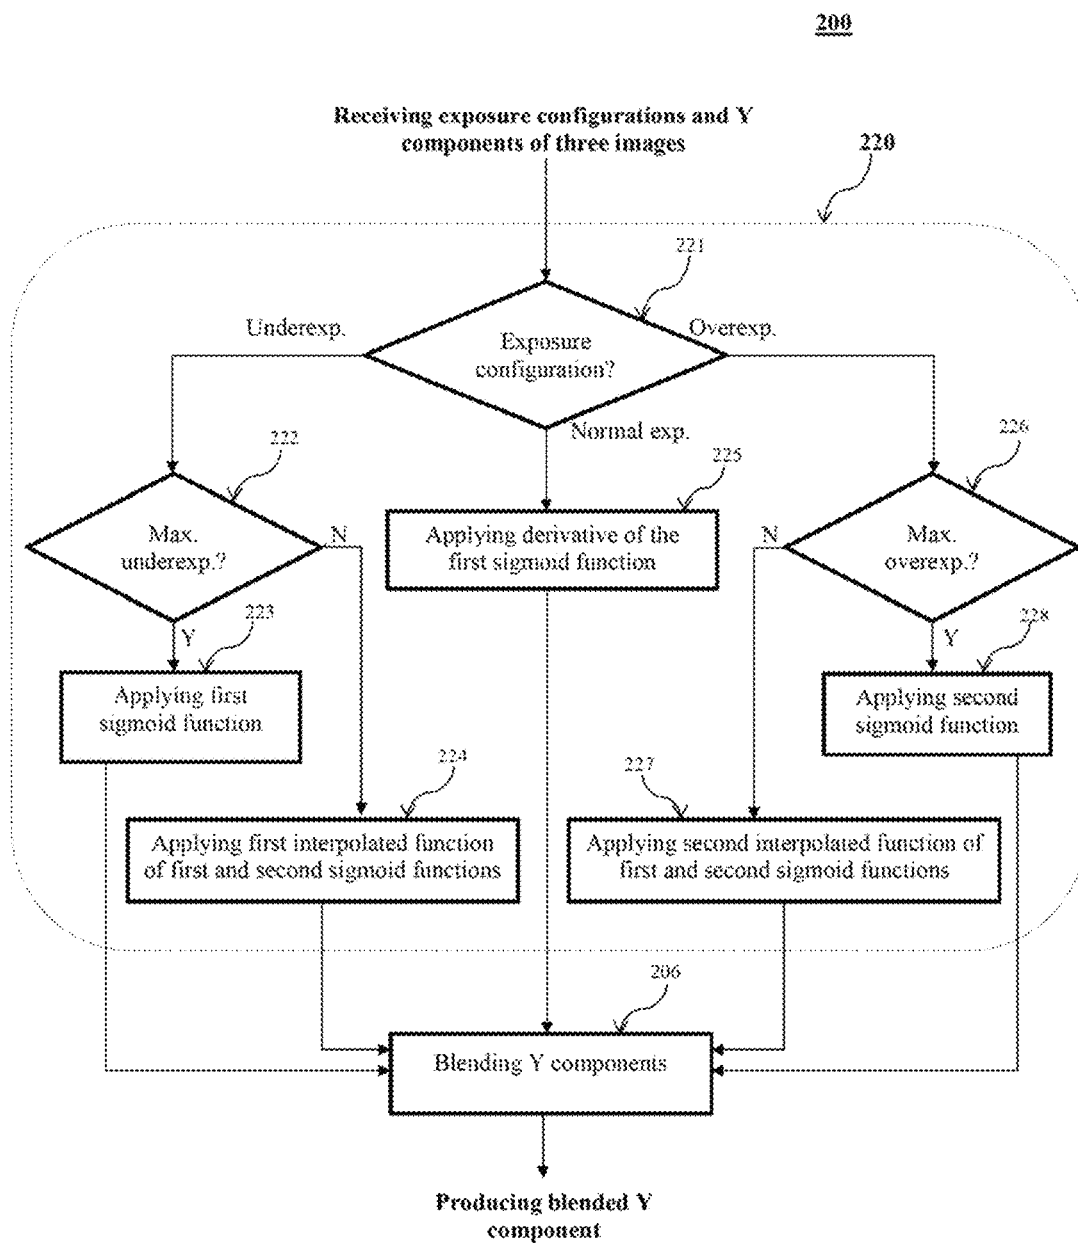 200
Receiving exposure configurations and Y
components of three images
220
221
Underexp.
Overexp.
Exposure
configuration?
Normal exp.
222
225
226
Max.
underexp.?
N
Applying derivative of the
first sigmoid function
N
Max.
overexp.?
223
Y
Y
228
Applying first
sigmoid function
Applying second
sigmoid function
224
227
Applying first interpolated function
of first and second sigmoid functions
Applying second interpolated function of
first and second sigmoid functions
206
Blending Y components
Producing blended Y
component